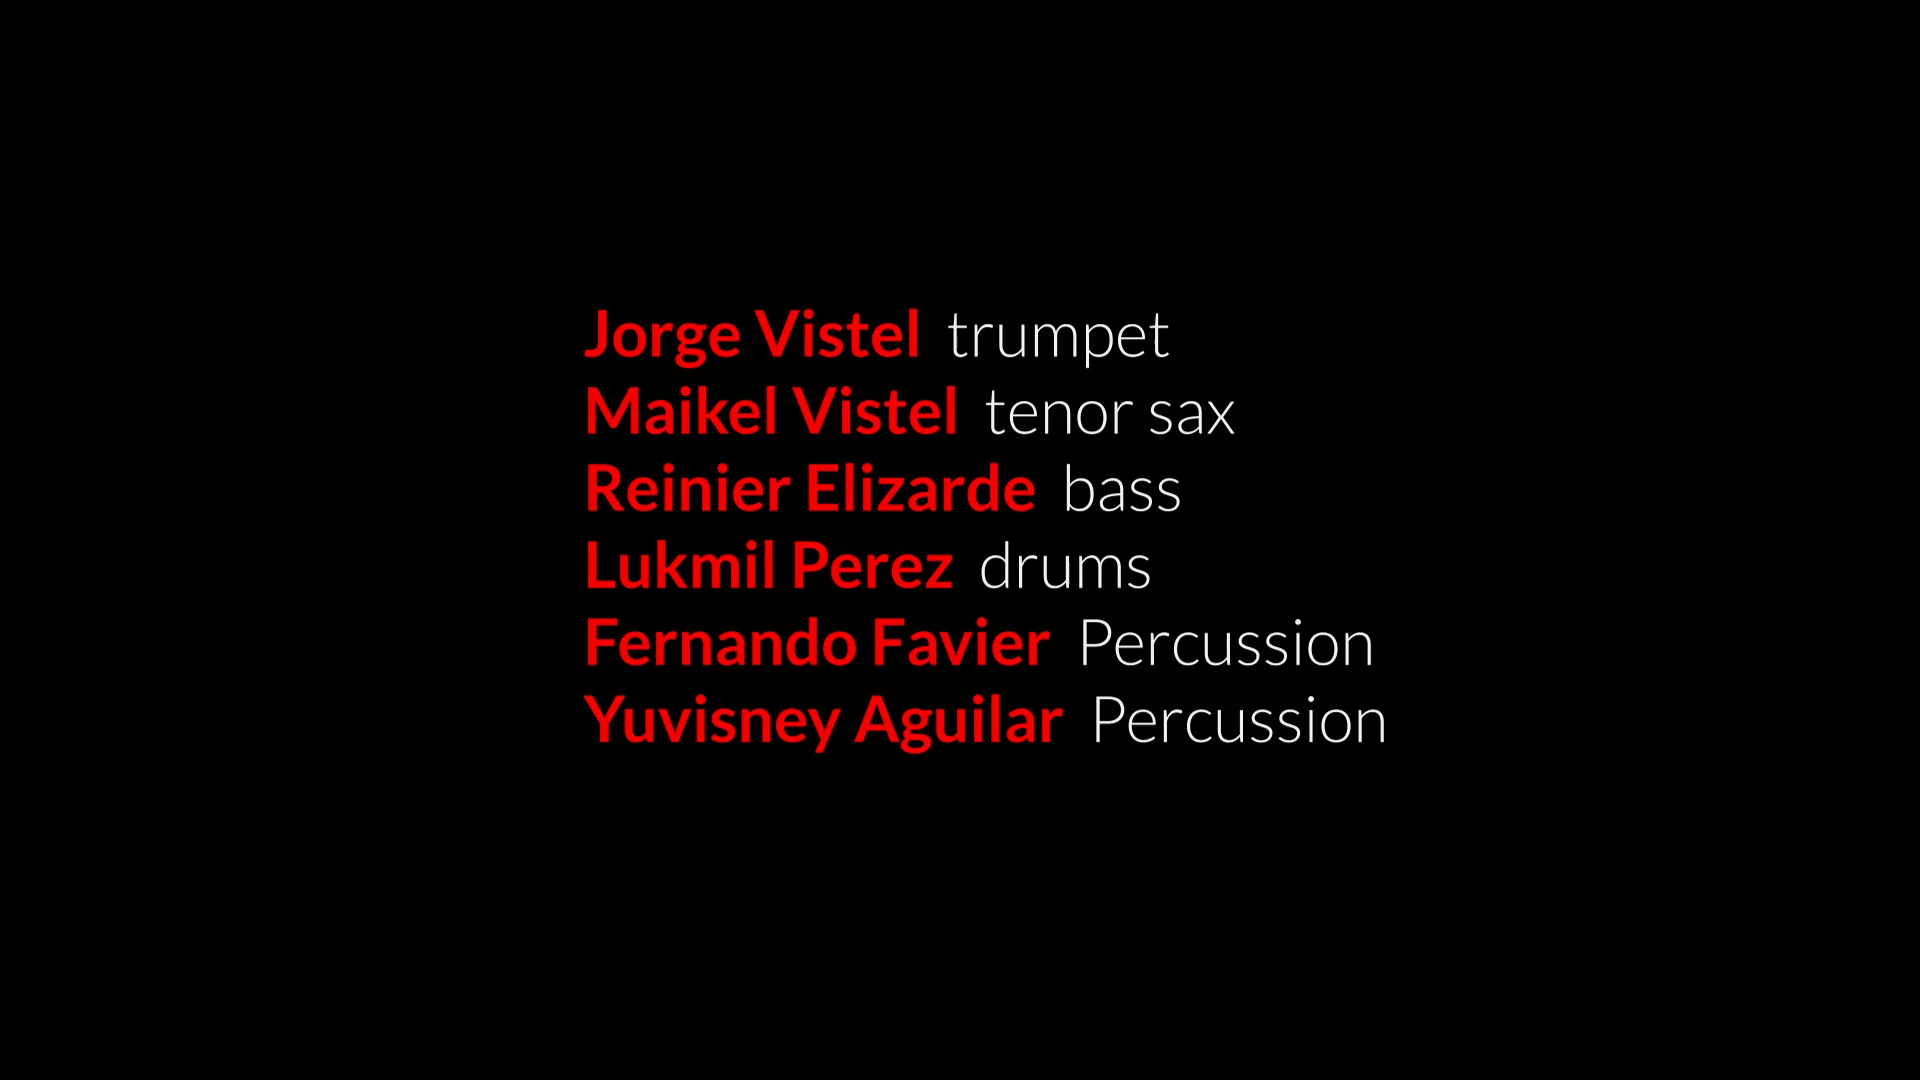 Jorge Vistel trumpet
Maikel Vistel tenor sax
Reinier Elizarde bass
Lukmil Perez drums
Fernando Favier Percussion
Yuvisney Aguilar Percussion